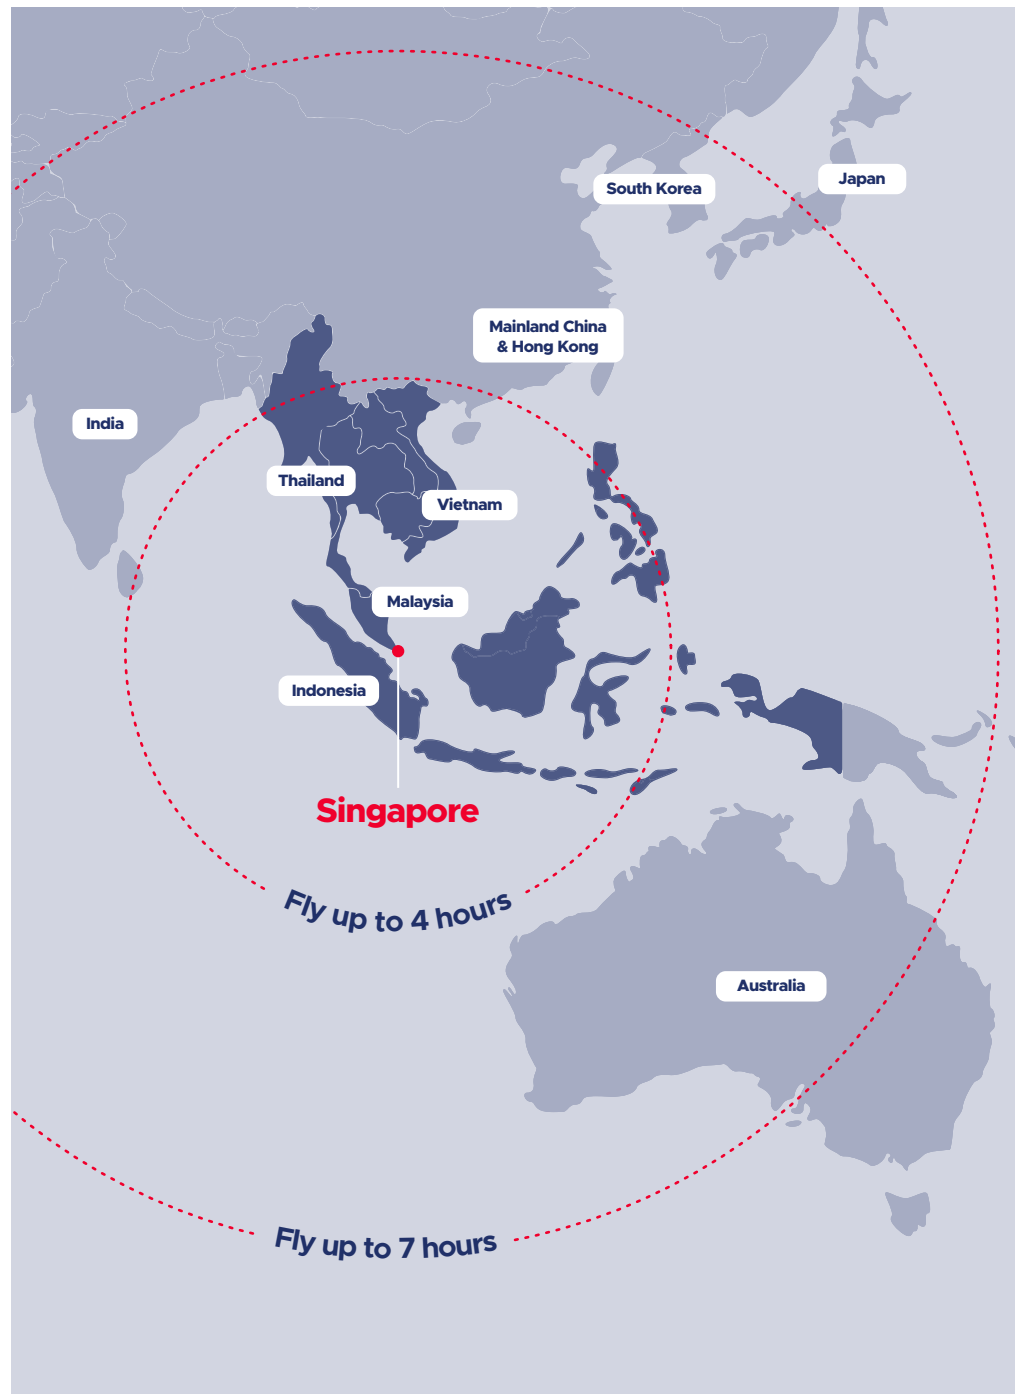 South Korea
Japan
Mainland China
& Hong Kong
India
Thailand
Vietnam
Malaysia
Indonesia
Singapore
Fly up to 4 hours
Australia
Fly up to 7 hours